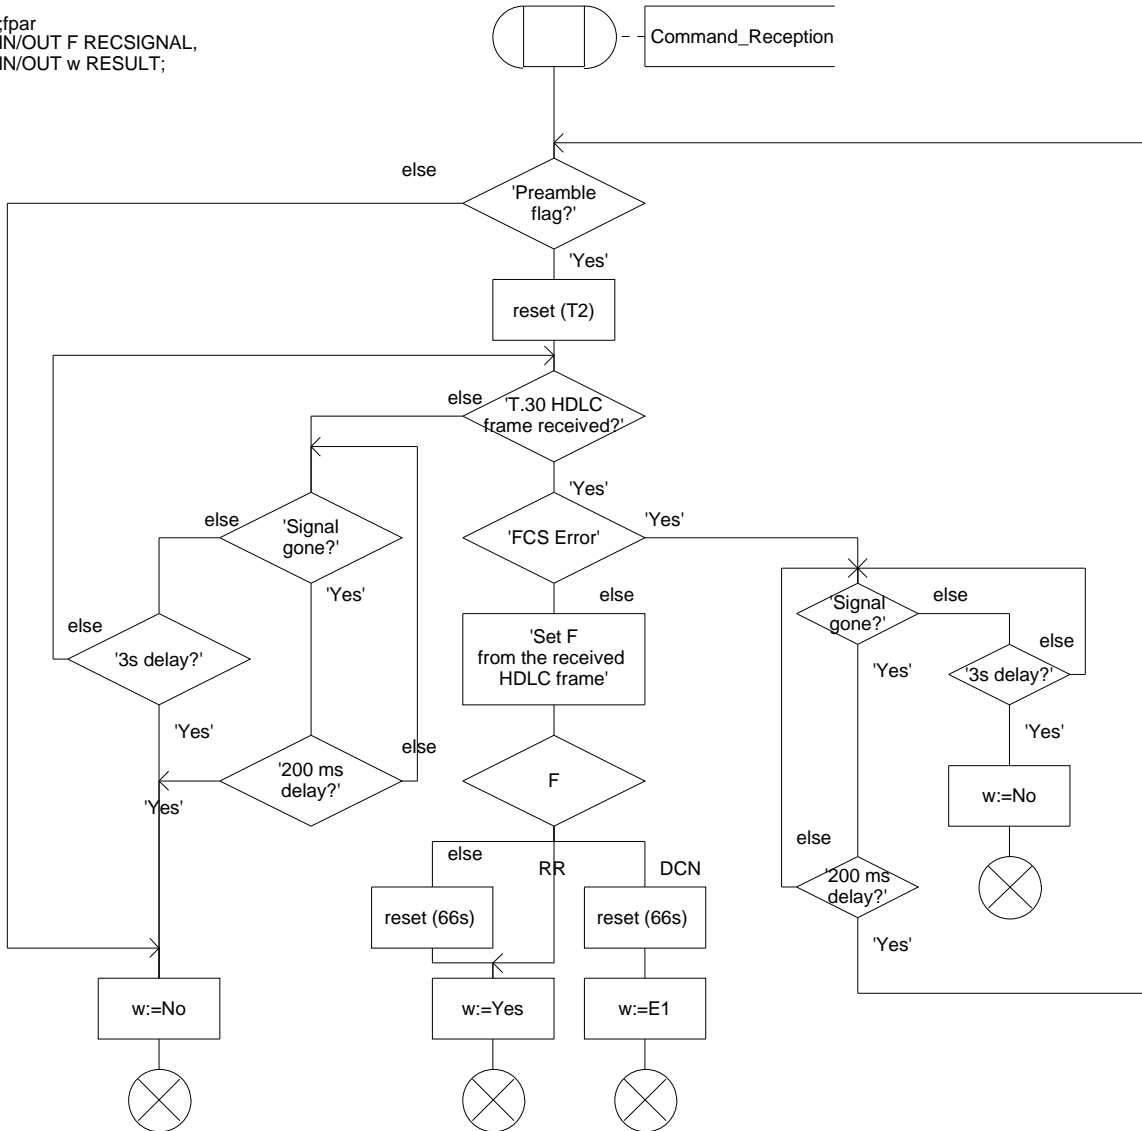 ;fpar
IN/OUT F RECSIGNAL,
IN/OUT w RESULT;
Command_Reception
else
'Preamble
flag?'
'Yes'
reset (T2)
else
'T.30 HDLC
frame received?'
'Yes'
else
'Signal
gone?'
'Yes'
'FCS Error'
'Yes'
else
'Signal
gone?'
else
'Yes'
else
'3s delay?'
'Yes'
'Set F
from the received
HDLC frame'
else
'3s delay?'
'Yes'
w:=No
else
'200 ms
delay?'
'Yes'
F
else
RR
DCN
else
'200 ms
delay?'
'Yes'
reset (66s)
reset (66s)
w:=No
w:=Yes
w:=E1